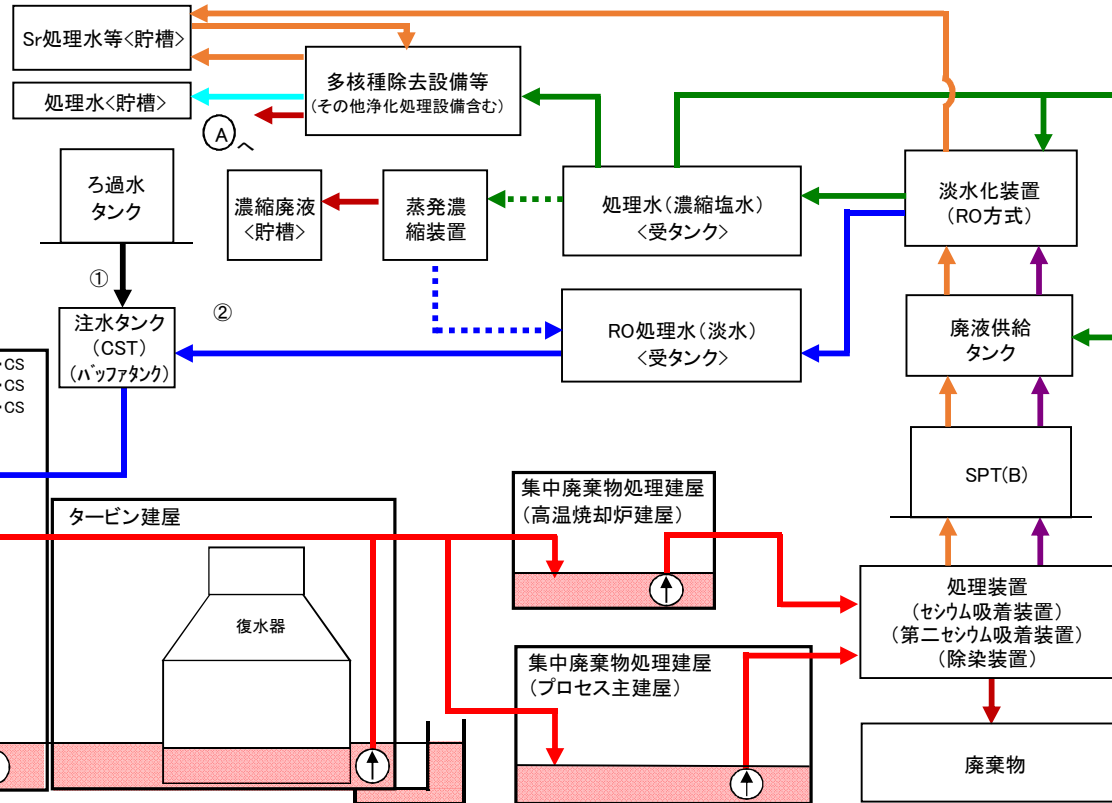 Sr処理水等<貯槽>
処理水<貯槽>
多核種除去設備等
(その他浄化処理設備含む)
Aへ
ろ過水
タンク
濃縮廃液
<貯槽>
蒸発濃
縮装置
処理水(濃縮塩水)
<受タンク>
淡水化装置
(RO方式)
①
②
注水タンク
(CST)
(バッファタンク)
RO処理水(淡水)
<受タンク>
廃液供給
タンク
・CS
・CS
・CS
SPT(B)
タービン建屋
復水器
集中廃棄物処理建屋
(高温焼却炉建屋)
集中廃棄物処理建屋
(プロセス主建屋)
処理装置
(セシウム吸着装置)
(第二セシウム吸着装置)
(除染装置)
廃棄物